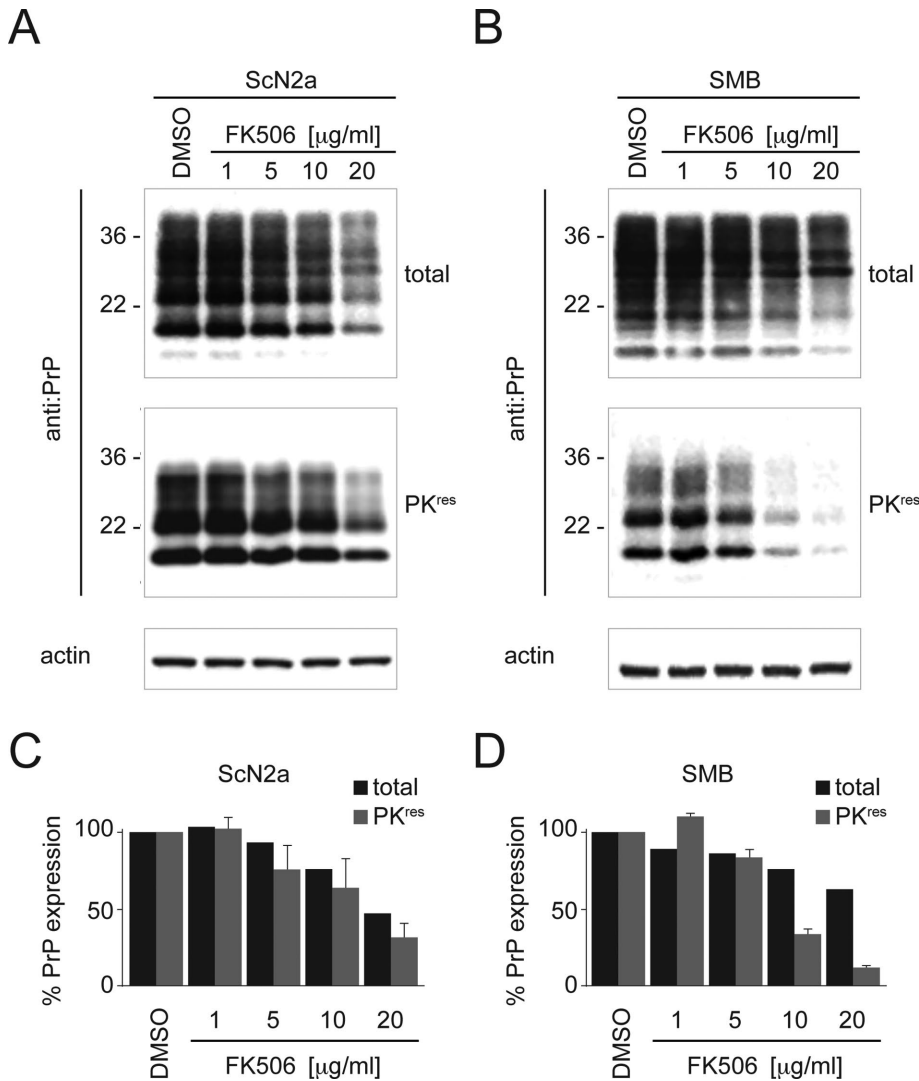 A
ScN2a
DMSO
FK506 [μg/ml]
1 5 10 20
anti:PrP
36 -
22 -
total
36 -
22 -
PKres
actin
B
SMB
DMSO
FK506 [μg/ml]
1 5 10 20
anti:PrP
36 -
22 -
total
36 -
22 -
PKres
actin
C
ScN2a
total
PKres
% PrP expression
100
50
0
DMSO
1 5 10 20
FK506 [μg/ml]
D
SMB
total
PKres
% PrP expression
100
50
0
DMSO
1 5 10 20
FK506 [μg/ml]